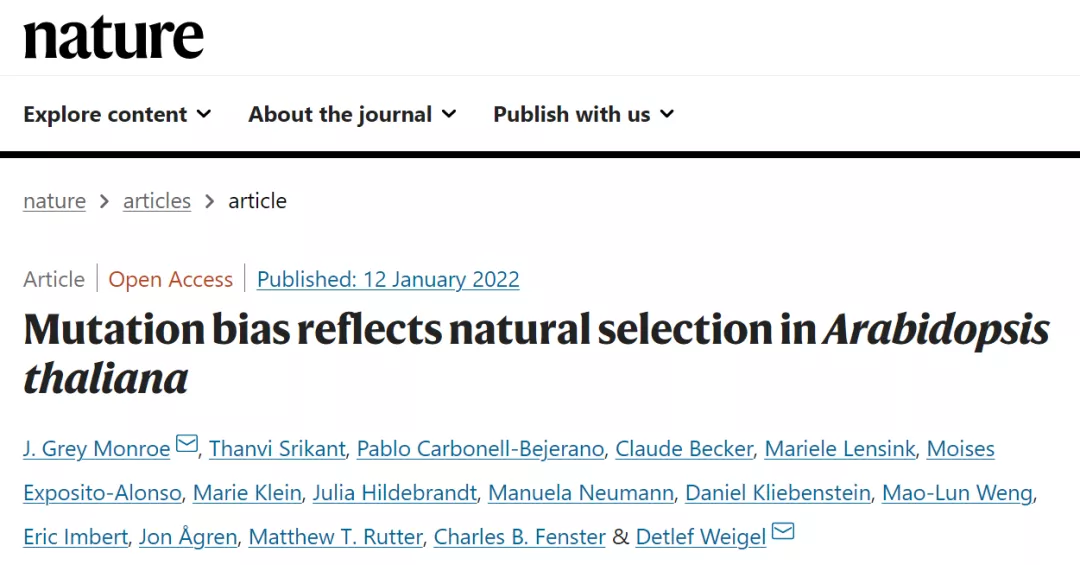 nature
Explore content About the journal Publish with us
nature > articles > article
Article | Open Access | Published: 12 January 2022
Mutation bias reflects natural selection in Arabidopsis
thaliana
J. Grey Monroe, Thanvi Srikant, Pablo Carbonell-Bejerano, Claude Becker, Mariele Lensink, Moises
Exposito-Alonso, Marie Klein, Julia Hildebrandt, Manuela Neumann, Daniel Kliebenstein, Mao-Lun Weng,
Eric Imbert, Jon Ågren, Matthew T. Rutter, Charles B. Fenster & Detlef Weigel